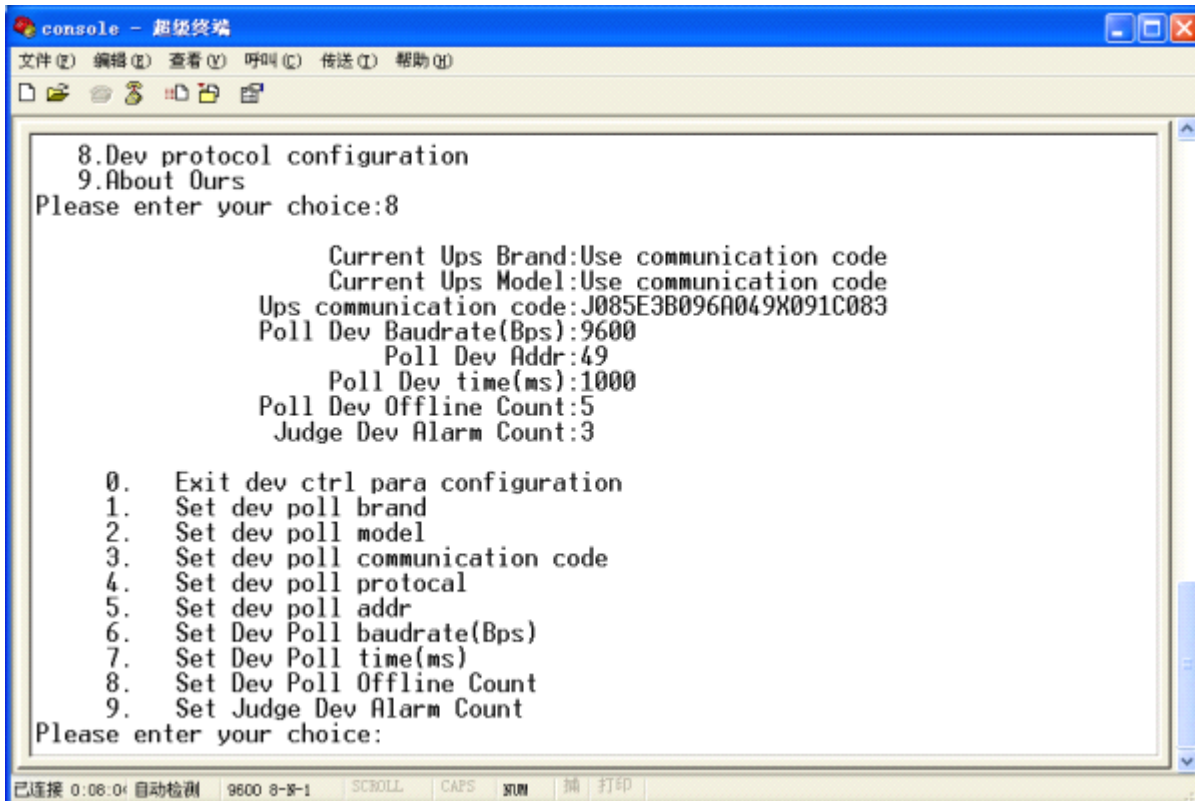 console - 超级终端
文件(F) 编辑(E) 查看(V) 呼叫(C) 传送(T) 帮助(H)
8.Dev protocol configuration
9.About Ours
Please enter your choice:8
Current Ups Brand:Use communication code
Current Ups Model:Use communication code
Ups communication code:J085E3B096A049X091C083
Poll Dev Baudrate(Bps):9600
Poll Dev Addr:49
Poll Dev time(ms):1000
Poll Dev Offline Count:5
Judge Dev Alarm Count:3
0. Exit dev ctrl para configuration
1. Set dev poll brand
2. Set dev poll model
3. Set dev poll communication code
4. Set dev poll protocal
5. Set dev poll addr
6. Set Dev Poll baudrate(Bps)
7. Set Dev Poll time(ms)
8. Set Dev Poll Offline Count
9. Set Judge Dev Alarm Count
Please enter your choice:
已连接 0:08:0 自动检测 9600 8-N-1 SCROLL CAPS NUM 捕 打印